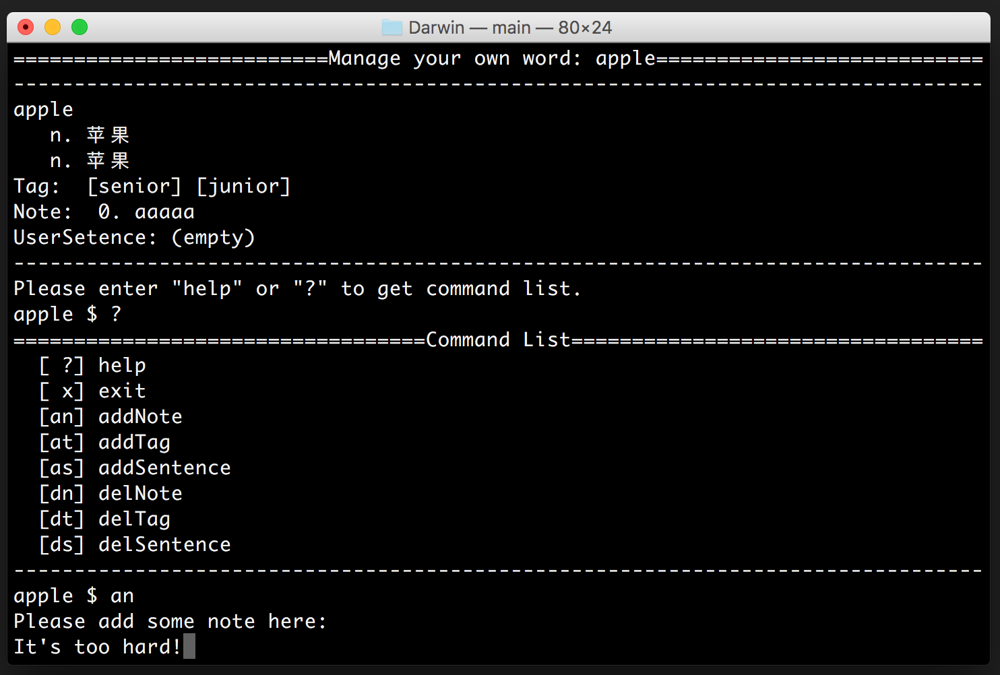 Darwin — main — 80×24
==========================Manage your own word: apple===========================
--------------------------------------------------------------------------------
apple
   n. 苹果
   n. 苹果
Tag:  [senior] [junior]
Note:  0. aaaaa
UserSetence: (empty)
--------------------------------------------------------------------------------
Please enter "help" or "?" to get command list.
apple $ ?
==================================Command List==================================
  [ ?] help
  [ x] exit
  [an] addNote
  [at] addTag
  [as] addSentence
  [dn] delNote
  [dt] delTag
  [ds] delSentence
--------------------------------------------------------------------------------
apple $ an
Please add some note here:
It's too hard!